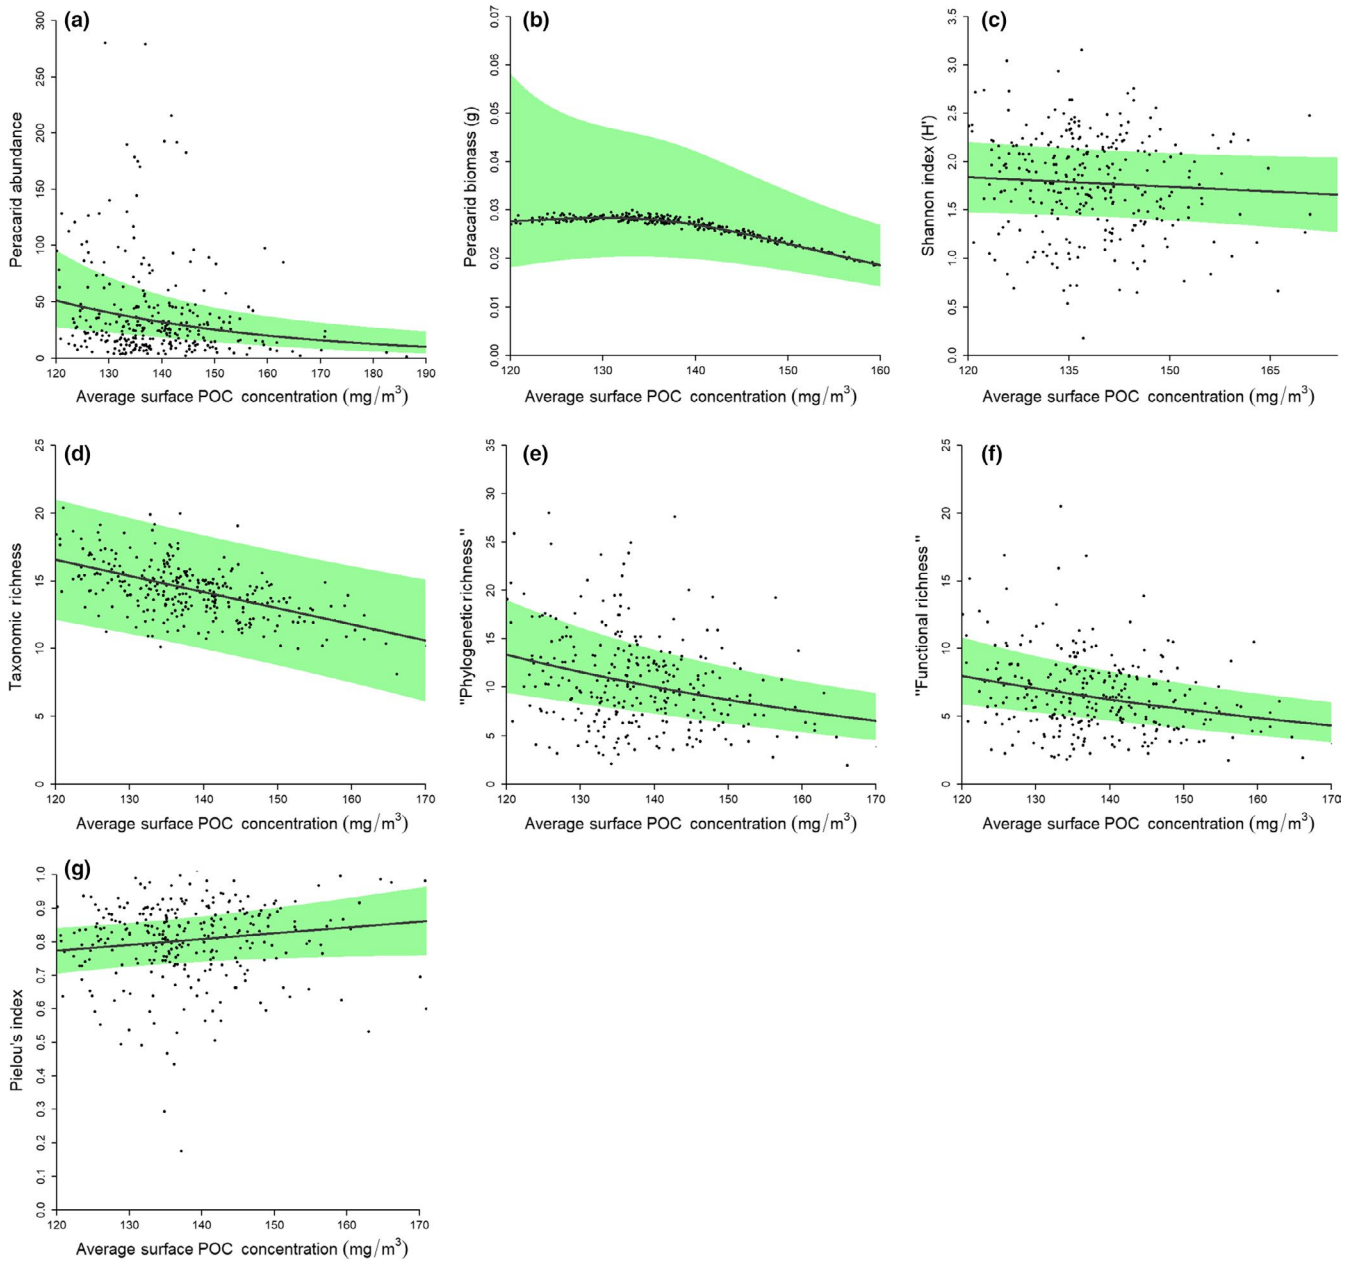 (a)
Peracarid abundance
300
250
200
150
100
50
0
120 130 140 150 160 170 180 190
Average surface POC concentration (mg/m³)
(b)
Peracarid biomass (g)
0.07
0.06
0.05
0.04
0.03
0.02
0.01
0.00
120 130 140 150 160
Average surface POC concentration (mg/m³)
(c)
Shannon index (H')
3.5
3.0
2.5
2.0
1.5
1.0
0.5
0.0
120 135 150 165
Average surface POC concentration (mg/m³)
(d)
Taxonomic richness
25
20
15
10
5
0
120 130 140 150 160 170
Average surface POC concentration (mg/m³)
(e)
"Phylogenetic richness"
35
30
25
20
15
10
5
0
120 130 140 150 160 170
Average surface POC concentration (mg/m³)
(f)
"Functional richness"
25
20
15
10
5
0
120 130 140 150 160 170
Average surface POC concentration (mg/m³)
(g)
Pielou's index
1.0
0.9
0.8
0.7
0.6
0.5
0.4
0.3
0.2
0.1
0.0
120 130 140 150 160 170
Average surface POC concentration (mg/m³)